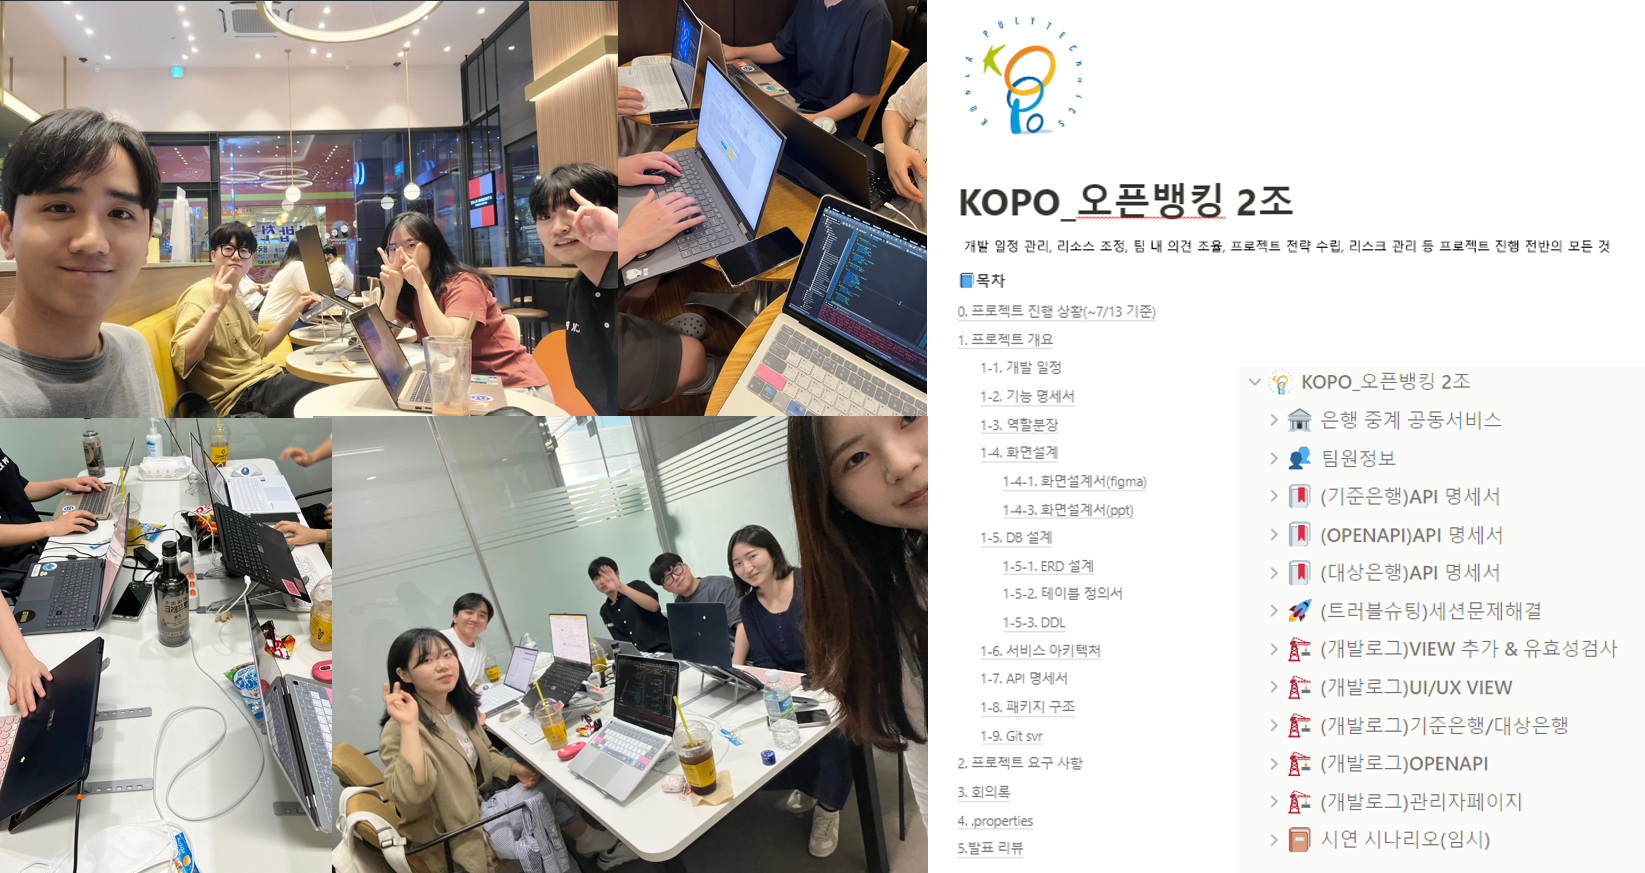 KOREA POLYTECHNICS
KOPO_오픈뱅킹 2조
개발 일정 관리, 리소스 조정, 팀 내 의견 조율, 프로젝트 전략 수립, 리스크 관리 등 프로젝트 진행 전반의 모든 것
목차
0. 프로젝트 진행 상황(~7/13 기준)
1. 프로젝트 개요
1-1. 개발 일정
1-2. 기능 명세서
1-3. 역할분장
1-4. 화면설계
1-4-1. 화면설계서(figma)
1-4-3. 화면설계서(ppt)
1-5. DB 설계
1-5-1. ERD 설계
1-5-2. 테이블 정의서
1-5-3. DDL
1-6. 서비스 아키텍처
1-7. API 명세서
1-8. 패키지 구조
1-9. Git svr
2. 프로젝트 요구 사항
3. 회의록
4. .properties
5.발표 리뷰
KOPO_오픈뱅킹 2조
은행 중계 공동서비스
팀원정보
(기준은행)API 명세서
(OPENAPI)API 명세서
(대상은행)API 명세서
(트러블슈팅)세션문제해결
(개발로그)VIEW 추가 & 유효성검사
(개발로그)UI/UX VIEW
(개발로그)기준은행/대상은행
(개발로그)OPENAPI
(개발로그)관리자페이지
시연 시나리오(임시)